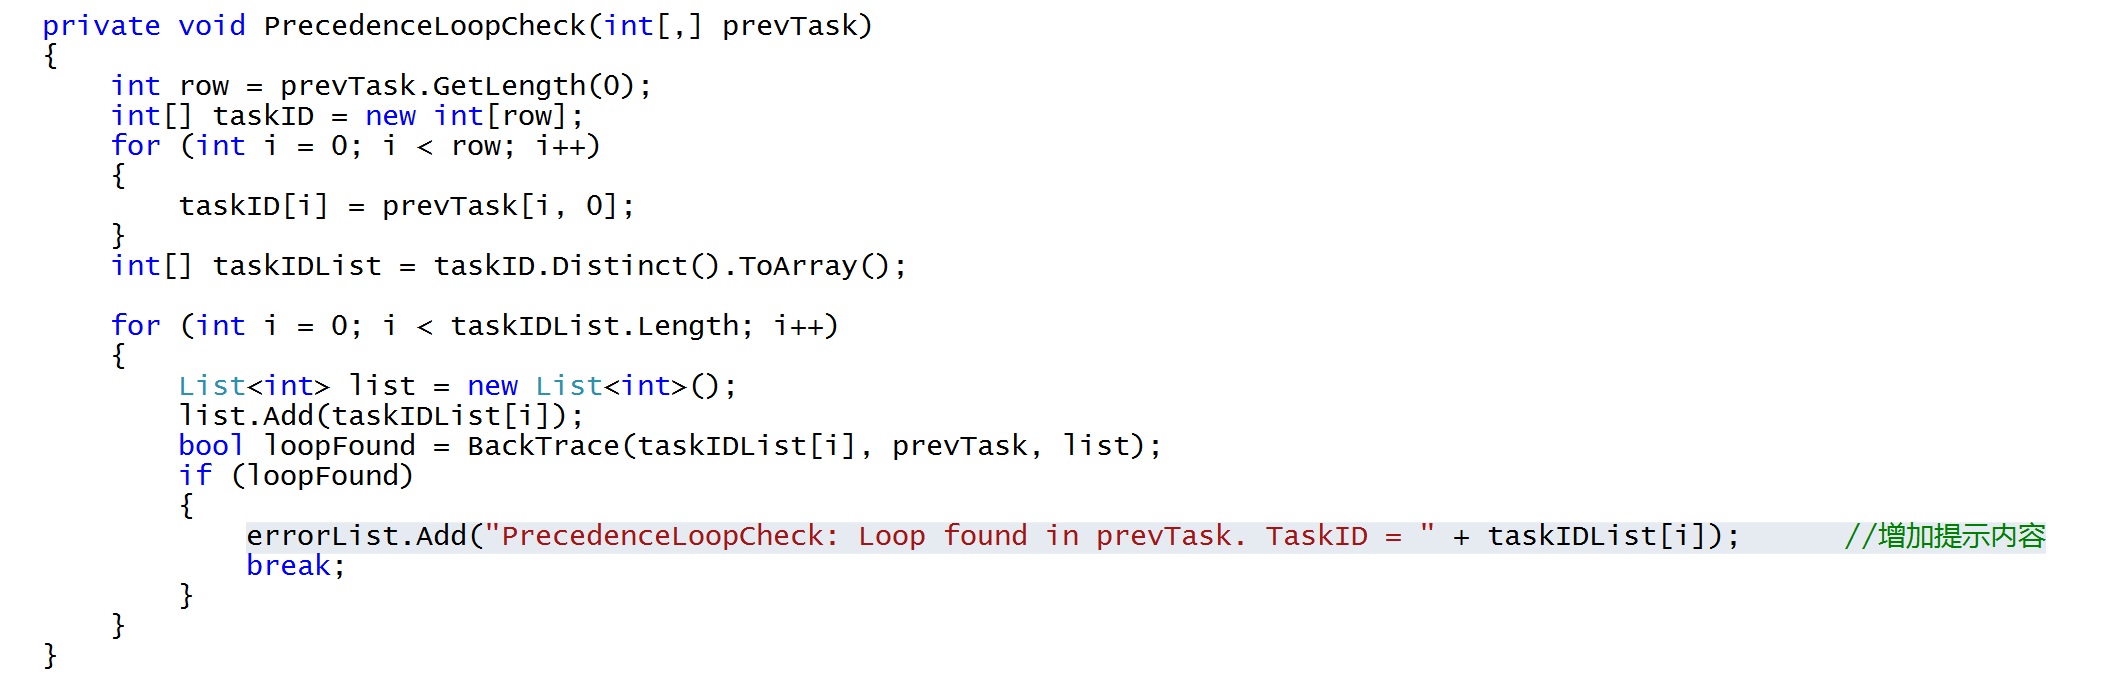 private void PrecedenceLoopCheck(int[,] prevTask)
{
    int row = prevTask.GetLength(0);
    int[] taskID = new int[row];
    for (int i = 0; i < row; i++)
    {
        taskID[i] = prevTask[i, 0];
    }
    int[] taskIDList = taskID.Distinct().ToArray();

    for (int i = 0; i < taskIDList.Length; i++)
    {
        List<int> list = new List<int>();
        list.Add(taskIDList[i]);
        bool loopFound = BackTrace(taskIDList[i], prevTask, list);
        if (loopFound)
        {
            errorList.Add("PrecedenceLoopCheck: Loop found in prevTask. TaskID = " + taskIDList[i]);      //增加提示内容
            break;
        }
    }
}